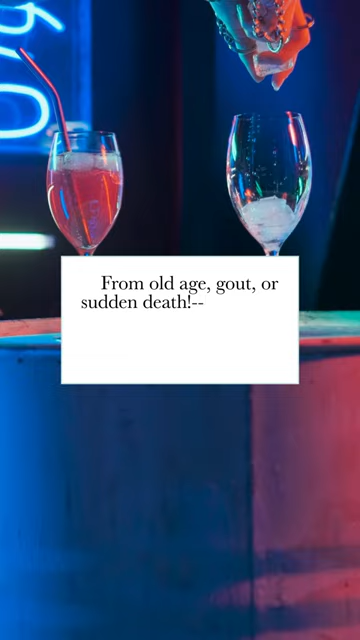 From old age, gout, or
sudden death!--